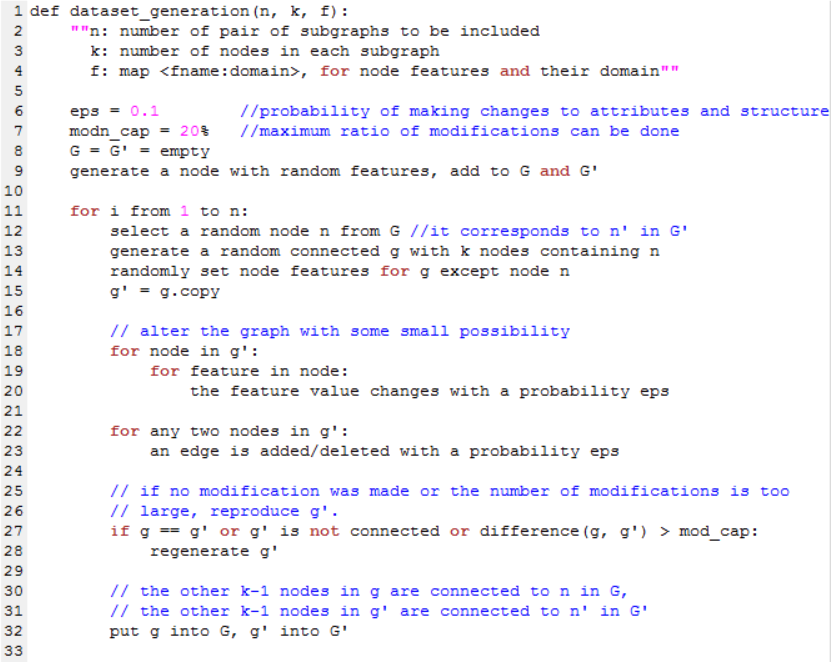 1 def dataset_generation(n, k, f):
2 ""n: number of pair of subgraphs to be included
3 k: number of nodes in each subgraph
4 f: map <fname:domain>, for node features and their domain""
5
6 eps = 0.1 //probability of making changes to attributes and structure
7 modn_cap = 20% //maximum ratio of modifications can be done
8 G = G' = empty
9 generate a node with random features, add to G and G'
10
11 for i from 1 to n:
12 select a random node n from G //it corresponds to n' in G'
13 generate a random connected g with k nodes containing n
14 randomly set node features for g except node n
15 g' = g.copy
16
17 // alter the graph with some small possibility
18 for node in g':
19 for feature in node:
20 the feature value changes with a probability eps
21
22 for any two nodes in g':
23 an edge is added/deleted with a probability eps
24
25 // if no modification was made or the number of modifications is too
26 // large, reproduce g'.
27 if g == g' or g' is not connected or difference(g, g') > mod_cap:
28 regenerate g'
29
30 // the other k-1 nodes in g are connected to n in G,
31 // the other k-1 nodes in g' are connected to n' in G'
32 put g into G, g' into G'
33